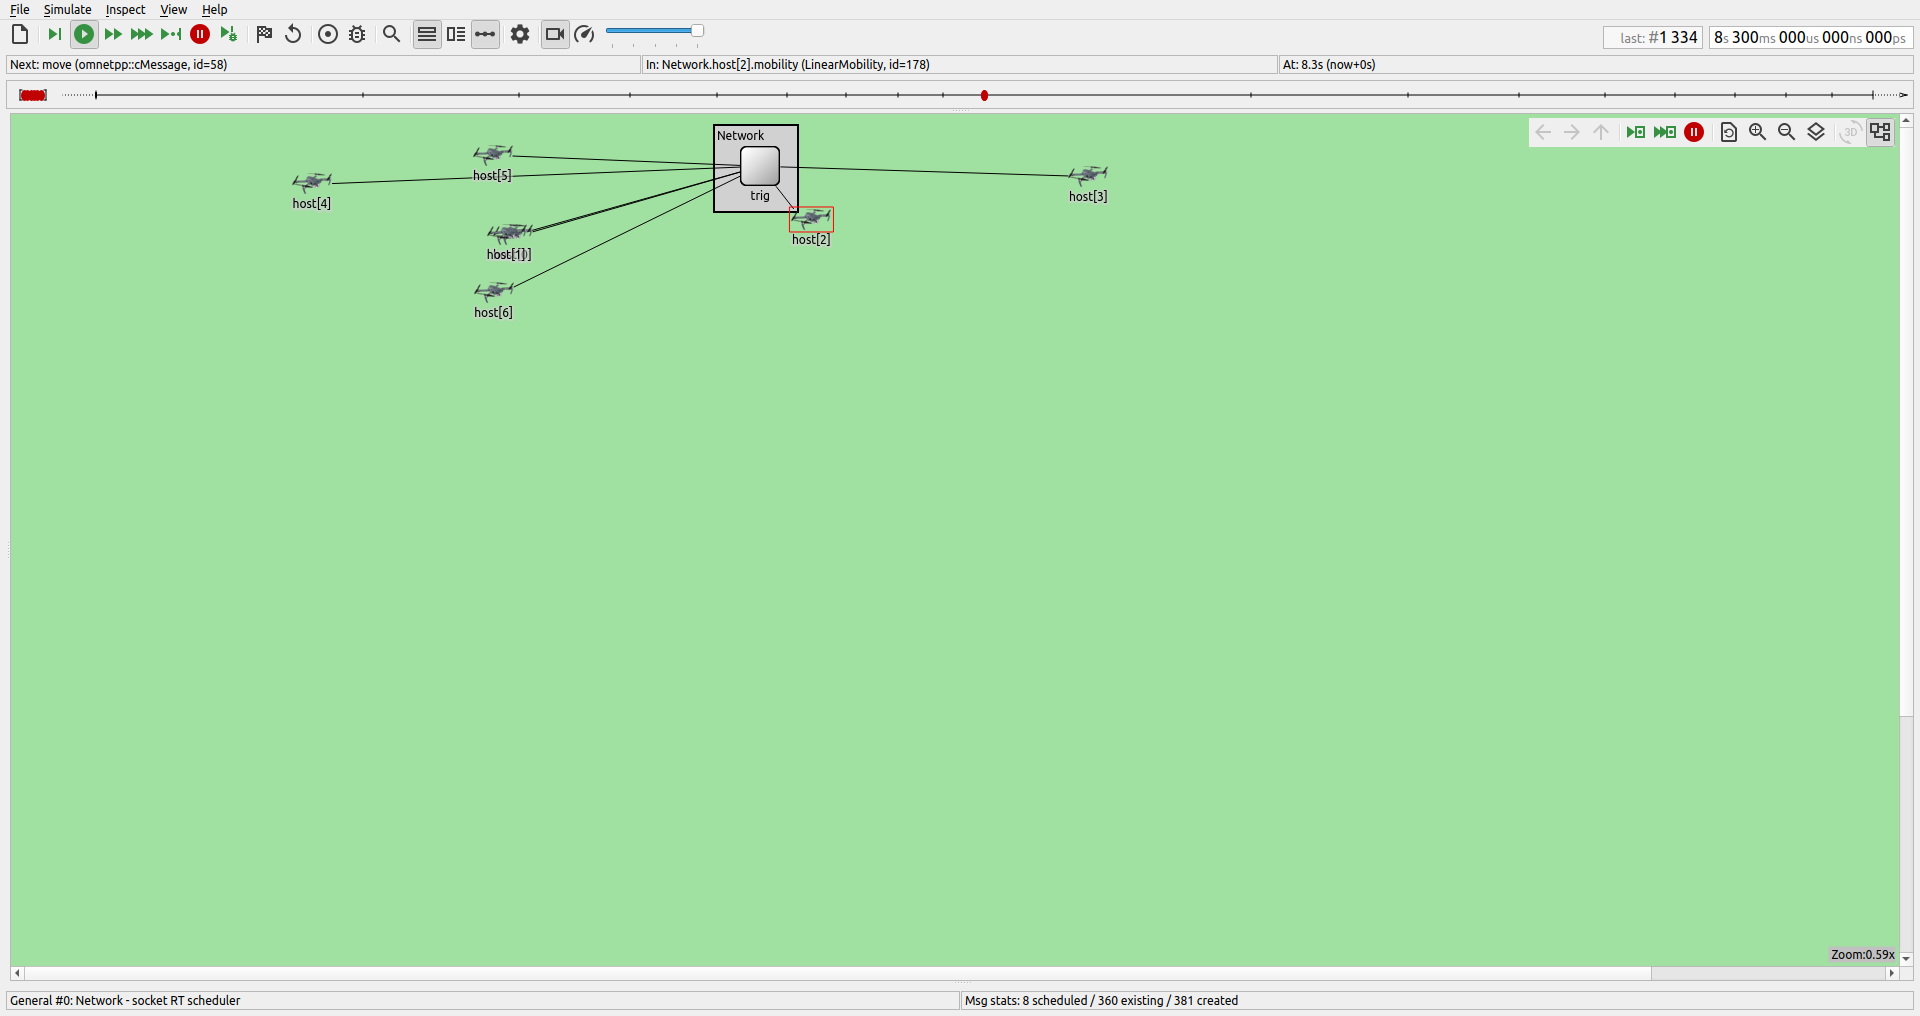 File Simulate Inspect View Help
last: #1 334
8s 300ms 000us 000ns 000ps
Next: move (omnetpp::cMessage, id=58)
In: Network.host[2].mobility (LinearMobility, id=178)
At: 8.3s (now+0s)
Network
3D
host[5]
host[4]
trig
host[3]
host[2]
host[1]
host[6]
Zoom:0.59x
General #0: Network - socket RT scheduler
Msg stats: 8 scheduled / 360 existing / 381 created